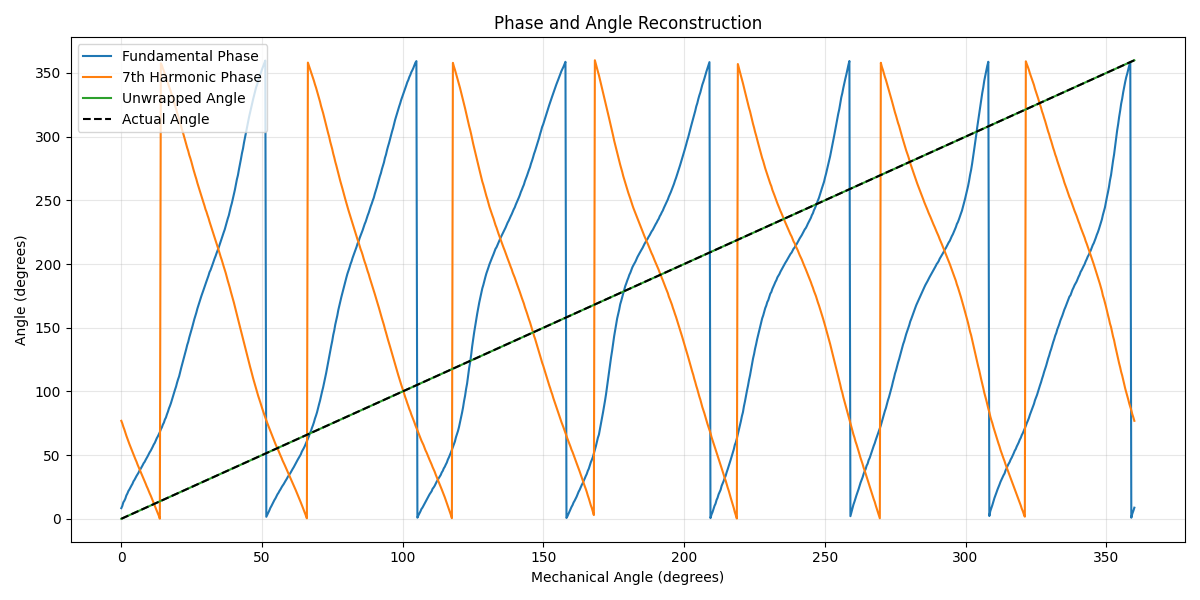 Phase and Angle Reconstruction
Fundamental Phase
7th Harmonic Phase
Unwrapped Angle
Actual Angle
Angle (degrees)
350
300
250
200
150
100
50
0
0 50 100 150 200 250 300 350
Mechanical Angle (degrees)